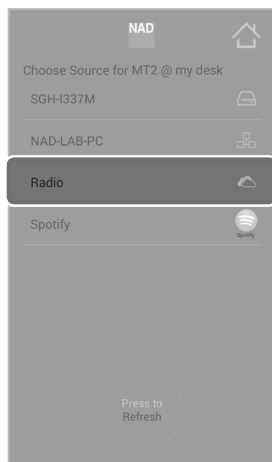 NAD
Choose Source for MT2 @ my desk
SGH-I337M
NAD-LAB-PC
Radio
Spotify
Spotify
Press to
Refresh